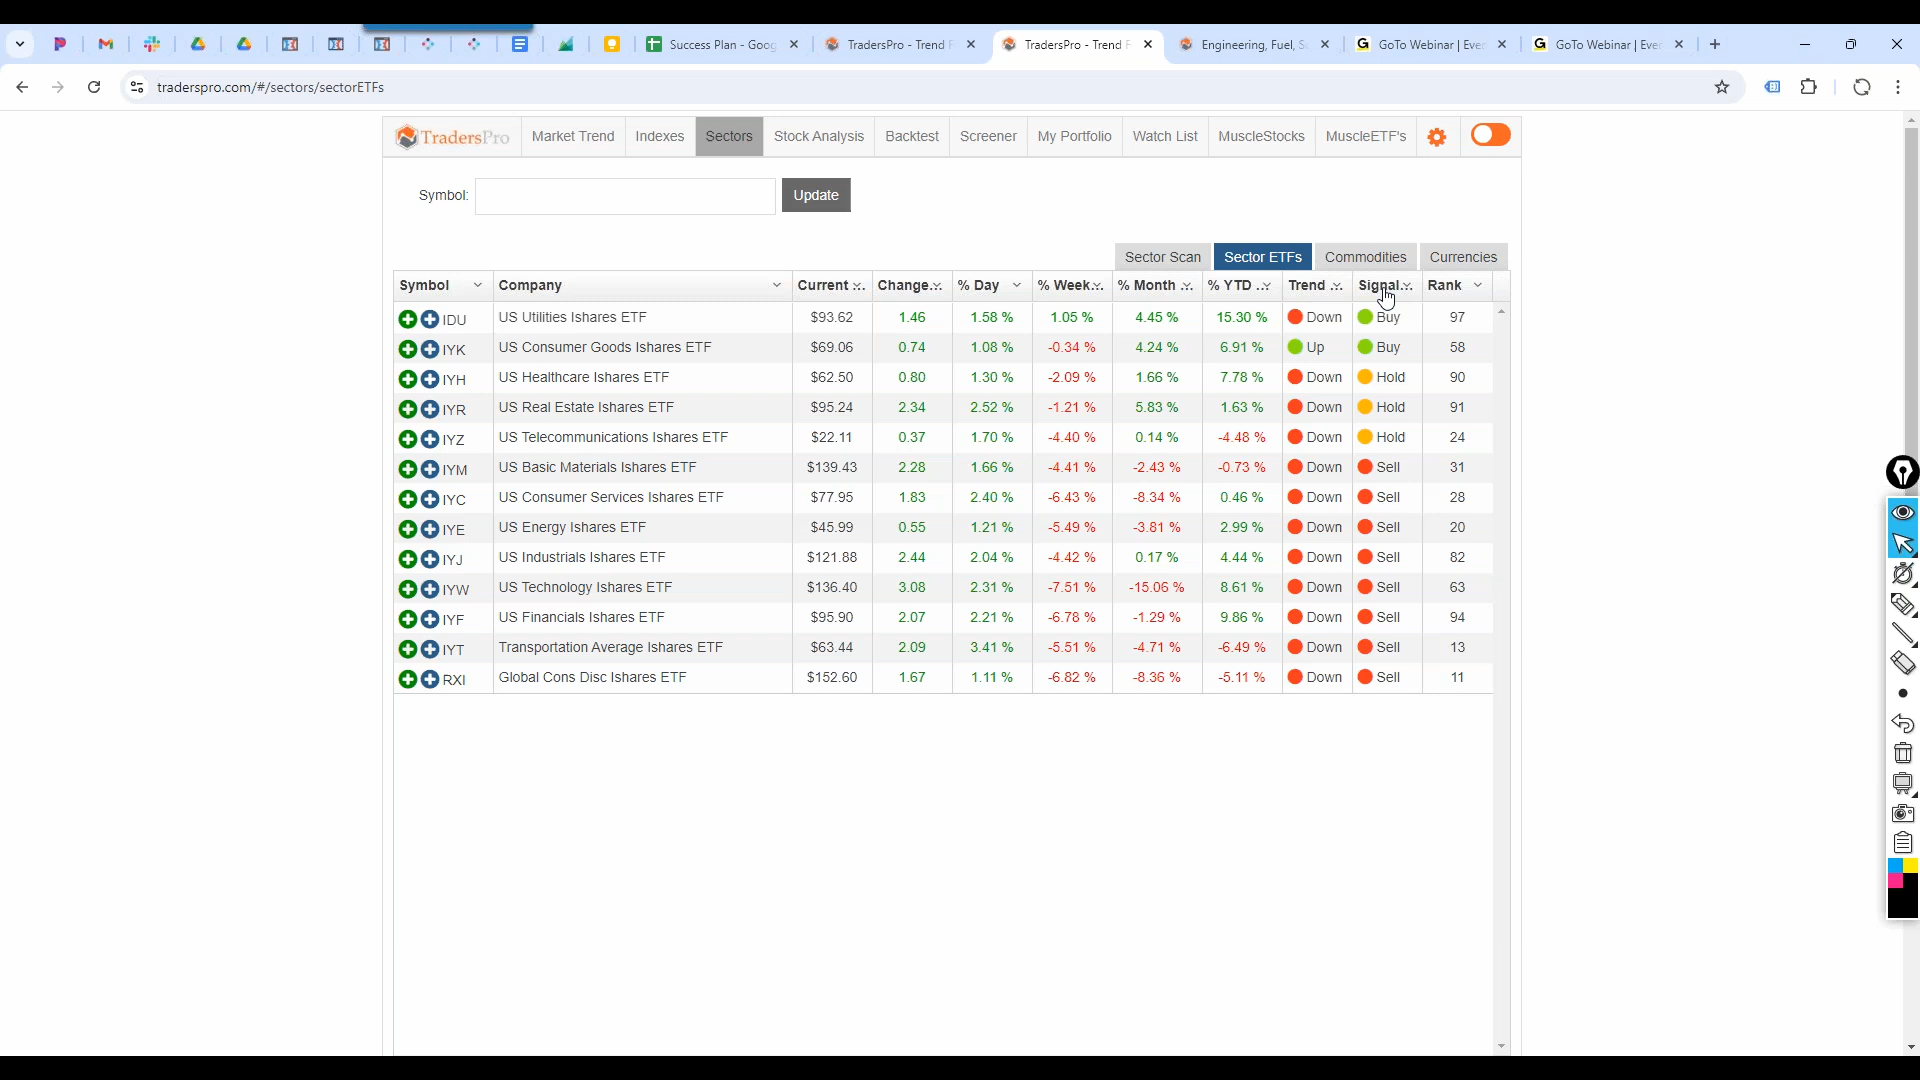 Success Plan - Goog
TradersPro - Trend F
TradersPro - Trend F
Engineering, Fuel, S
GoTo Webinar | Ever
GoTo Webinar | Ever
traderspro.com/#/sectors/sectorETFs
TradersPro Market Trend Indexes Sectors Stock Analysis Backtest Screener My Portfolio Watch List MuscleStocks MuscleETF's
Symbol: Update
Sector Scan Sector ETFs Commodities Currencies
Symbol Company Current Change % Day % Week % Month % YTD Trend Signal Rank
IDU US Utilities Ishares ETF $93.62 1.46 1.58 % 1.05 % 4.45 % 15.30 % Down Buy 97
IYK US Consumer Goods Ishares ETF $69.06 0.74 1.08 % -0.34 % 4.24 % 6.91 % Up Buy 58
IYH US Healthcare Ishares ETF $62.50 0.80 1.30 % -2.09 % 1.66 % 7.78 % Down Hold 90
IYR US Real Estate Ishares ETF $95.24 2.34 2.52 % -1.21 % 5.83 % 1.63 % Down Hold 91
IYZ US Telecommunications Ishares ETF $22.11 0.37 1.70 % -4.40 % 0.14 % -4.48 % Down Hold 24
IYM US Basic Materials Ishares ETF $139.43 2.28 1.66 % -4.41 % -2.43 % -0.73 % Down Sell 31
IYC US Consumer Services Ishares ETF $77.95 1.83 2.40 % -6.43 % -8.34 % 0.46 % Down Sell 28
IYE US Energy Ishares ETF $45.99 0.55 1.21 % -5.49 % -3.81 % 2.99 % Down Sell 20
IYJ US Industrials Ishares ETF $121.88 2.44 2.04 % -4.42 % 0.17 % 4.44 % Down Sell 82
IYW US Technology Ishares ETF $136.40 3.08 2.31 % -7.51 % -15.06 % 8.61 % Down Sell 63
IYF US Financials Ishares ETF $95.90 2.07 2.21 % -6.78 % -1.29 % 9.86 % Down Sell 94
IYT Transportation Average Ishares ETF $63.44 2.09 3.41 % -5.51 % -4.71 % -6.49 % Down Sell 13
RXI Global Cons Disc Ishares ETF $152.60 1.67 1.11 % -6.82 % -8.36 % -5.11 % Down Sell 11